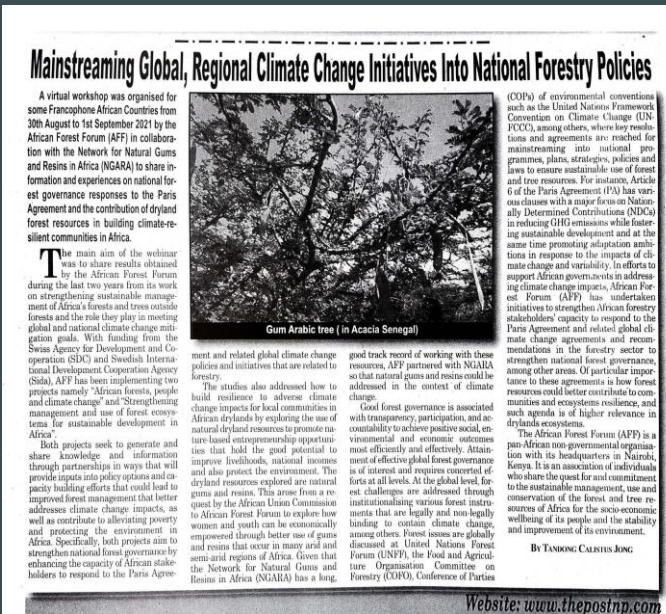 Mainstreaming Global, Regional Climate Change Initiatives Into National Forestry Policies
A virtual workshop was organised for
some Francophone African Countries from
30th August to 1st September 2021 by the
African Forest Forum (AFF) in collabora-
tion with the Network for Natural Gums
and Resins in Africa (NGARA) to share in-
formation and experiences on national for-
est governance responses to the Paris
Agreement and the contribution of dryland
forest resources in building climate-re-
silient communities in Africa.
The main aim of the webinar
was to share results obtained
by the African Forest Forum
during the last two years from its work
on strengthening sustainable manage-
ment of Africa's forests and trees outside
forests and the role they play in meeting
global and national climate change miti-
gation goals. With funding from the
Swiss Agency for Development and Co-
operation (SDC) and Swedish Interna-
tional Development Cooperation Agency
(Sida), AFF has been implementing two
projects namely "African forests, people
and climate change" and "Strengthening
management and use of forest ecosys-
tems for sustainable development in
Africa".
Both projects seek to generate and
share knowledge and information
through partnerships in ways that will
provide inputs into policy options and ca-
pacity building efforts that could lead to
improved forest management that better
addresses climate change impacts, as
well as contribute to alleviating poverty
and protecting the environment in
Africa. Specifically, both projects aim to
strengthen national forest governance by
enhancing the capacity of African stake-
holders to respond to the Paris Agree-
Gum Arabic tree ( in Acacia Senegal)
ment and related global climate change
policies and initiatives that are related to
forestry.
The studies also addressed how to
build resilience to adverse climate
change impacts for local communities in
African drylands by exploring the use of
natural dryland resources to promote na-
ture-based entrepreneurship opportuni-
ties that hold the good potential to
improve livelihoods, national incomes
and also protect the environment. The
dryland resources explored are natural
gums and resins. This arose from a re-
quest by the African Union Commission
to African Forest Forum to explore how
women and youth can be economically
empowered through better use of gums
and resins that occur in many arid and
semi-arid regions of Africa. Given that
the Network for Natural Gums and
Resins in Africa (NGARA) has a long,
good track record of working with these
resources, AFF partnered with NGARA
so that natural gums and resins could be
addressed in the context of climate
change.
Good forest governance is associated
with transparency, participation, and ac-
countability to achieve positive social, en-
vironmental and economic outcomes
most efficiently and effectively. Attain-
ment of effective global forest governance
is of interest and requires concerted ef-
forts at all levels. At the global level, for-
est challenges are addressed through
institutionalising various forest instru-
ments that are legally and non-legally
binding to contain climate change,
among others. Forest issues are globally
discussed at United Nations Forest
Forum (UNFF), the Food and Agricul-
ture Organisation Committee on
Forestry (COFO), Conference of Parties
(COPs) of environmental conventions
such as the United Nations Framework
Convention on Climate Change (UN-
FCCC), among others, where key resolu-
tions and agreements are reached for
mainstreaming into national pro-
grammes, plans, strategies, policies and
laws to ensure sustainable use of forest
and tree resources. For instance, Article
6 of the Paris Agreement (PA) has vari-
ous clauses with a major focus on Nation-
ally Determined Contributions (NDCs)
in reducing GHG emissions while foster-
ing sustainable development and at the
same time promoting adaptation ambi-
tions in response to the impacts of cli-
mate change and variability. In efforts to
support African governments in address-
ing climate change impacts, African For-
est Forum (AFF) has undertaken
initiatives to strengthen African forestry
stakeholders' capacity to respond to the
Paris Agreement and related global cli-
mate change agreements and recom-
mendations in the forestry sector to
strengthen national forest governance,
among other areas. Of particular impor-
tance to these agreements is how forest
resources could better contribute to com-
munities and ecosystems resilience, and
such agenda is of higher relevance in
drylands ecosystems.
The African Forest Forum (AFF) is a
pan-African non-governmental organisa-
tion with its headquarters in Nairobi,
Kenya. It is an association of individuals
who share the quest for and commitment
to the sustainable management, use and
conservation of the forest and tree re-
sources of Africa for the socio-economic
wellbeing of its people and the stability
and improvement of its environment.
BY TANDONG CALISTUS JONG
Website: www.thepostnp.com